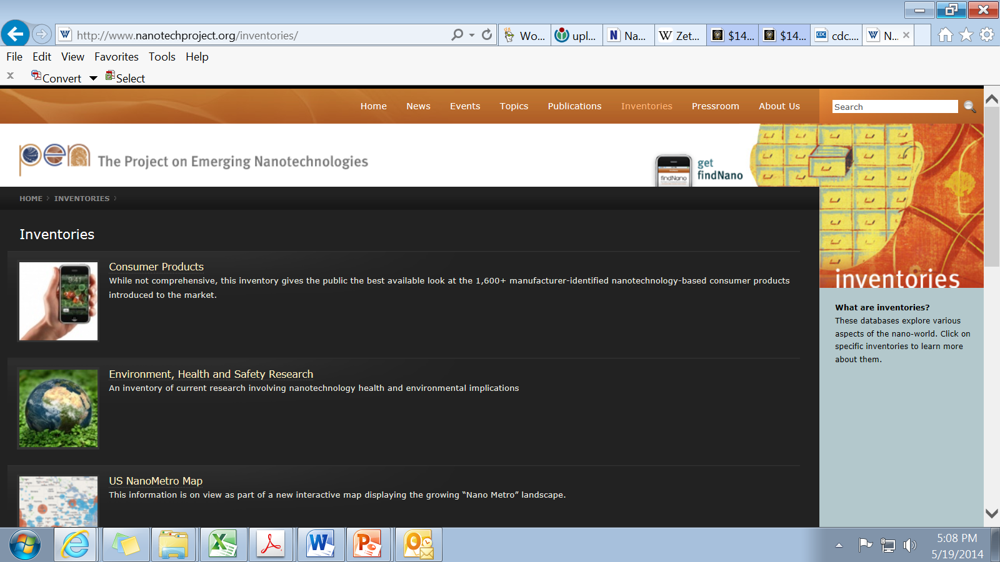 http://www.nanotechproject.org/inventories/
Wo...
upl...
Na...
Zet...
$14...
$14...
cdc....
N...
File Edit View Favorites Tools Help
x Convert Select
Home News Events Topics Publications Inventories Pressroom About Us
Search
pen The Project on Emerging Nanotechnologies
findNano
get
findNano
HOME › INVENTORIES ›
Inventories
Consumer Products
While not comprehensive, this inventory gives the public the best available look at the 1,600+ manufacturer-identified nanotechnology-based consumer products
introduced to the market.
Environment, Health and Safety Research
An inventory of current research involving nanotechnology health and environmental implications
US NanoMetro Map
This information is on view as part of a new interactive map displaying the growing “Nano Metro” landscape.
inventories
What are inventories?
These databases explore various
aspects of the nano-world. Click on
specific inventories to learn more
about them.
5:08 PM
5/19/2014